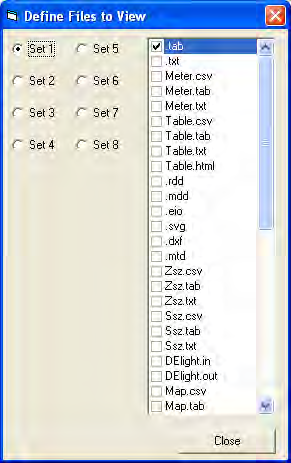 Define Files to View
Set 1
Set 5
Set 2
Set 6
Set 3
Set 7
Set 4
Set 8
.tab
.txt
Meter.csv
Meter.tab
Meter.txt
Table.csv
Table.tab
Table.txt
Table.html
.rdd
.mdd
.eio
.svg
.dxf
.mtd
Zsz.csv
Zsz.tab
Zsz.txt
Ssz.csv
Ssz.tab
Ssz.txt
DElight.in
DElight.out
Map.csv
Map.tab
Close